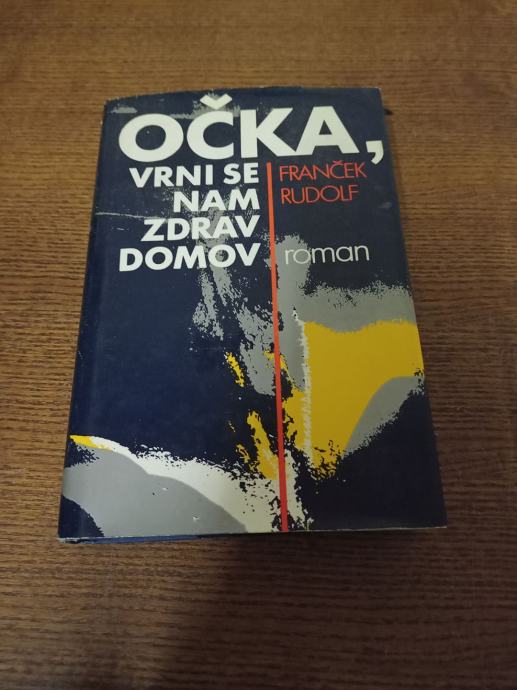 OČKA,
VRNI SE
NAM
ZDRAV
DOMOV
FRANČEK
RUDOLF
roman